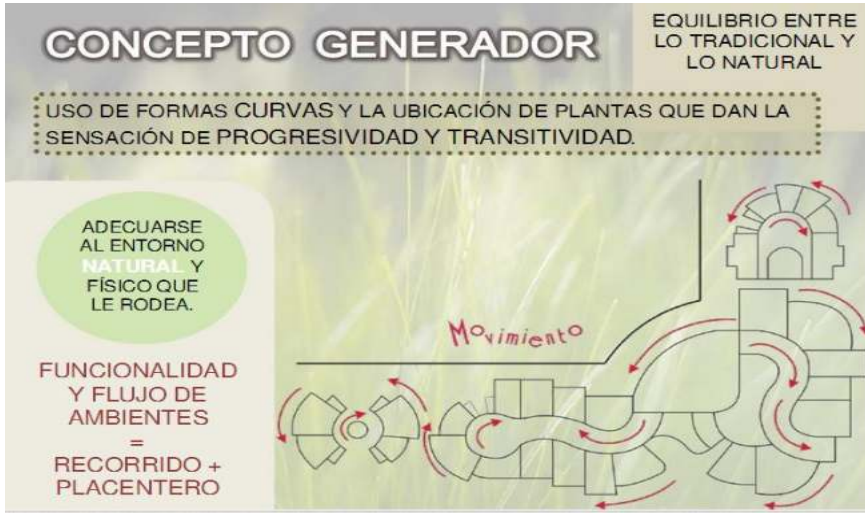 CONCEPTO GENERADOR
EQUILIBRIO ENTRE
LO TRADICIONAL Y
LO NATURAL
USO DE FORMAS CURVAS Y LA UBICACIÓN DE PLANTAS QUE DAN LA
SENSACIÓN DE PROGRESIVIDAD Y TRANSITIVIDAD.
ADECUARSE
AL ENTORNO
NATURAL Y
FÍSICO QUE
LE RODEA.
Movimiento
FUNCIONALIDAD
Y FLUJO DE
AMBIENTES
=
RECORRIDO +
PLACENTERO